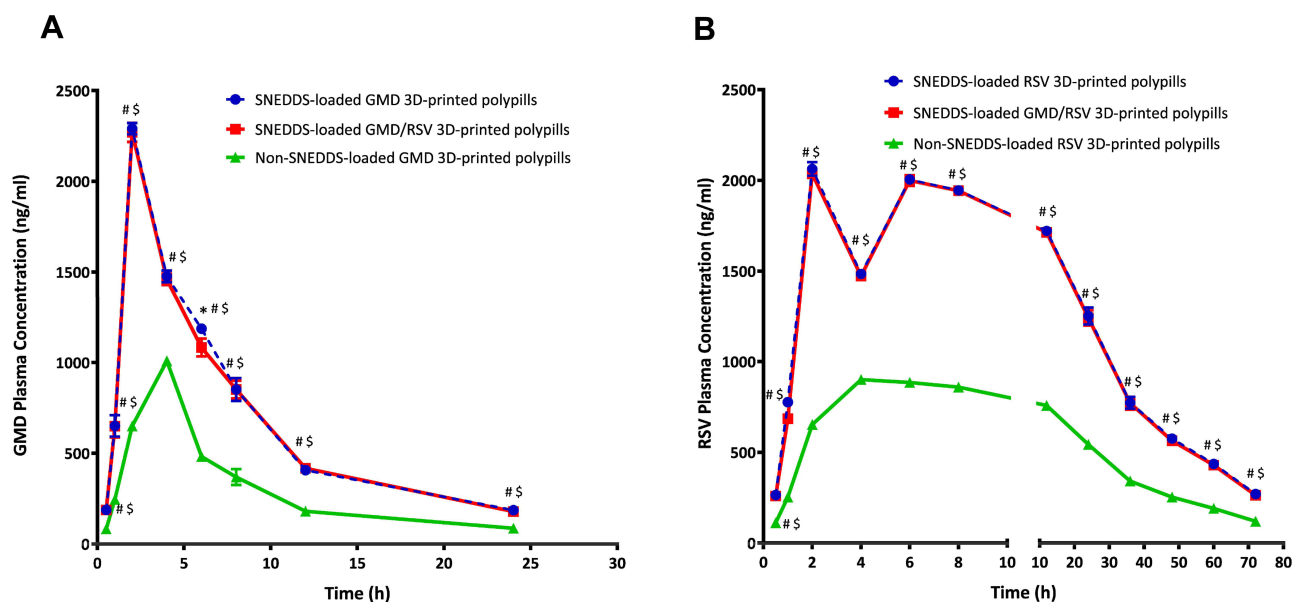 A
B
2500
2000
1500
1000
500
0
GMD Plasma Concentration (ng/ml)
SNEDDS-loaded GMD 3D-printed polypills
SNEDDS-loaded GMD/RSV 3D-printed polypills
Non-SNEDDS-loaded GMD 3D-printed polypills
# $
# $
* # $
# $
# $
# $
# $
# $
0 5 10 15 20 25 30
Time (h)
2500
2000
1500
1000
500
0
RSV Plasma Concentration (ng/ml)
SNEDDS-loaded RSV 3D-printed polypills
SNEDDS-loaded GMD/RSV 3D-printed polypills
Non-SNEDDS-loaded RSV 3D-printed polypills
# $
# $
# $
# $
# $
# $
# $
# $
# $
# $
# $
# $
0 2 4 6 8 10 10 20 30 40 50 60 70 80
Time (h)